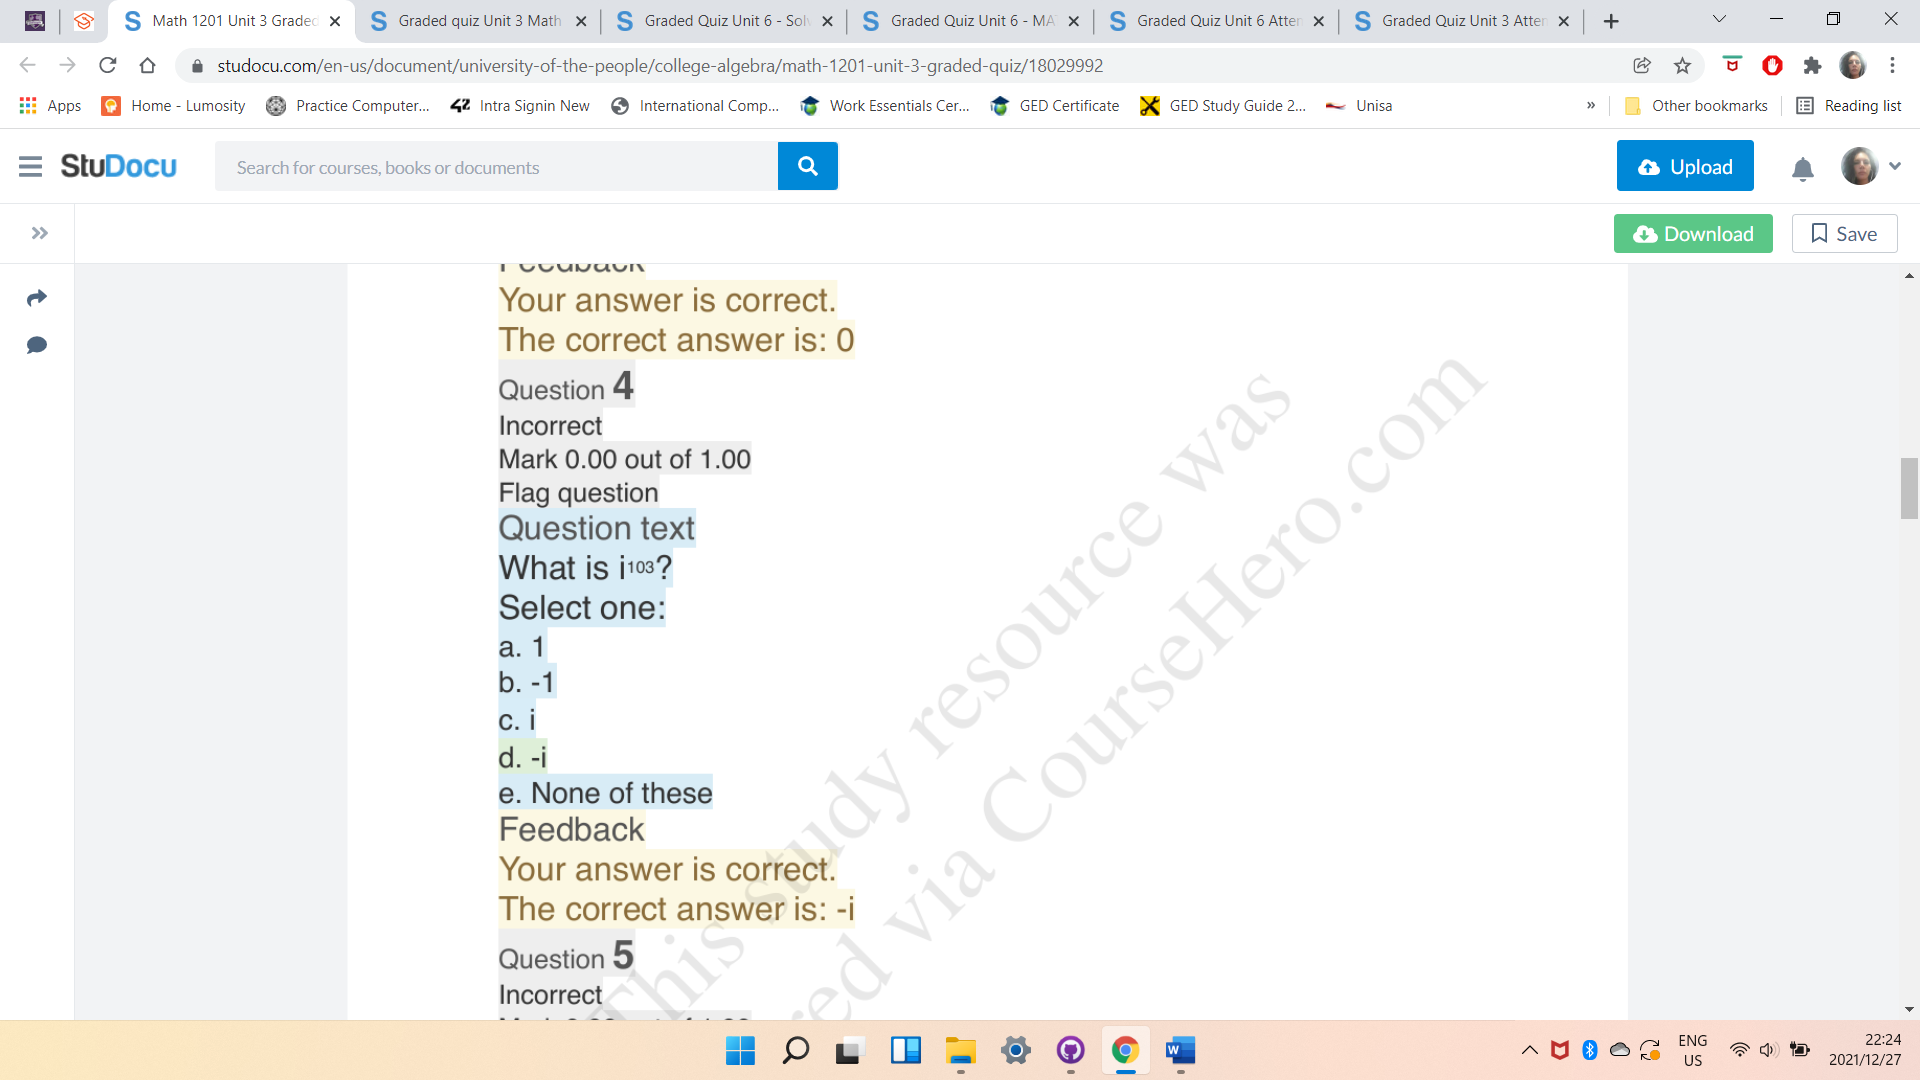 Math 1201 Unit 3 Graded
Graded quiz Unit 3 Math
Graded Quiz Unit 6 - Solv
Graded Quiz Unit 6 - MAT
Graded Quiz Unit 6 Atten
Graded Quiz Unit 3 Atten
studocu.com/en-us/document/university-of-the-people/college-algebra/math-1201-unit-3-graded-quiz/18029992
Apps
Home - Lumosity
Practice Computer...
Intra Signin New
International Comp...
Work Essentials Cer...
GED Certificate
GED Study Guide 2...
Unisa
»
Other bookmarks
Reading list
StuDocu
Search for courses, books or documents
Upload
Download
Save
Feedback
Your answer is correct.
The correct answer is: 0
Question 4
Incorrect
Mark 0.00 out of 1.00
Flag question
Question text
What is i¹⁰³?
Select one:
a. 1
b. -1
c. i
d. -i
e. None of these
Feedback
Your answer is correct.
The correct answer is: -i
Question 5
Incorrect
This study resource was
red via CourseHero.com
ENG
US
22:24
2021/12/27